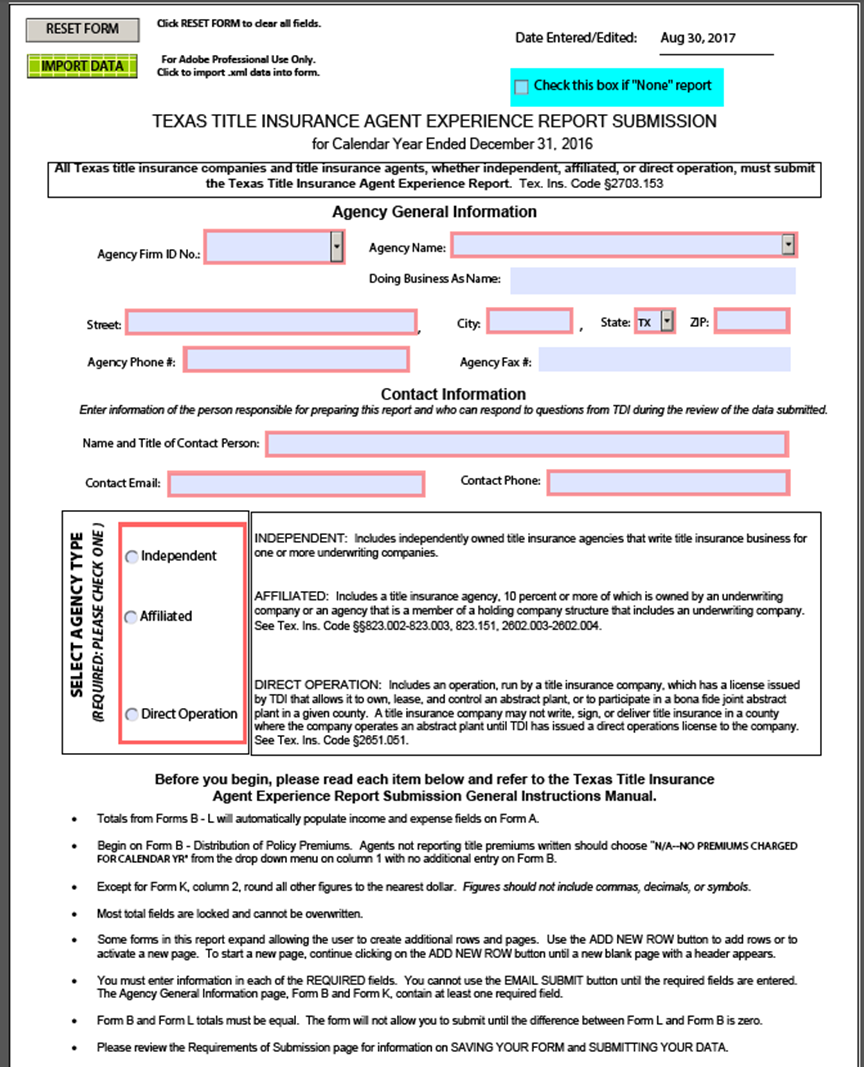 RESET FORM
Click RESET FORM to clear all fields.
IMPORT DATA
For Adobe Professional Use Only.
Click to import .xml data into form.
Date Entered/Edited: Aug 30, 2017
Check this box if "None" report
TEXAS TITLE INSURANCE AGENT EXPERIENCE REPORT SUBMISSION
for Calendar Year Ended December 31, 2016
All Texas title insurance companies and title insurance agents, whether independent, affiliated, or direct operation, must submit
the Texas Title Insurance Agent Experience Report. Tex. Ins. Code §2703.153
Agency General Information
Agency Firm ID No.:
Agency Name:
Doing Business As Name:
Street: ,
City: ,
State: TX
ZIP:
Agency Phone #:
Agency Fax #:
Contact Information
Enter information of the person responsible for preparing this report and who can respond to questions from TDI during the review of the data submitted.
Name and Title of Contact Person:
Contact Email:
Contact Phone:
SELECT AGENCY TYPE
(REQUIRED: PLEASE CHECK ONE )
Independent
INDEPENDENT: Includes independently owned title insurance agencies that write title insurance business for
one or more underwriting companies.
Affiliated
AFFILIATED: Includes a title insurance agency, 10 percent or more of which is owned by an underwriting
company or an agency that is a member of a holding company structure that includes an underwriting company.
See Tex. Ins. Code §§823.002-823.003, 823.151, 2602.003-2602.004.
Direct Operation
DIRECT OPERATION: Includes an operation, run by a title insurance company, which has a license issued
by TDI that allows it to own, lease, and control an abstract plant, or to participate in a bona fide joint abstract
plant in a given county. A title insurance company may not write, sign, or deliver title insurance in a county
where the company operates an abstract plant until TDI has issued a direct operations license to the company.
See Tex. Ins. Code §2651.051.
Before you begin, please read each item below and refer to the Texas Title Insurance
Agent Experience Report Submission General Instructions Manual.
• Totals from Forms B - L will automatically populate income and expense fields on Form A.
• Begin on Form B - Distribution of Policy Premiums. Agents not reporting title premiums written should choose "N/A--NO PREMIUMS CHARGED
FOR CALENDAR YR" from the drop down menu on column 1 with no additional entry on Form B.
• Except for Form K, column 2, round all other figures to the nearest dollar. Figures should not include commas, decimals, or symbols.
• Most total fields are locked and cannot be overwritten.
• Some forms in this report expand allowing the user to create additional rows and pages. Use the ADD NEW ROW button to add rows or to
activate a new page. To start a new page, continue clicking on the ADD NEW ROW button until a new blank page with a header appears.
• You must enter information in each of the REQUIRED fields. You cannot use the EMAIL SUBMIT button until the required fields are entered.
The Agency General Information page, Form B and Form K, contain at least one required field.
• Form B and Form L totals must be equal. The form will not allow you to submit until the difference between Form L and Form B is zero.
• Please review the Requirements of Submission page for information on SAVING YOUR FORM and SUBMITTING YOUR DATA.